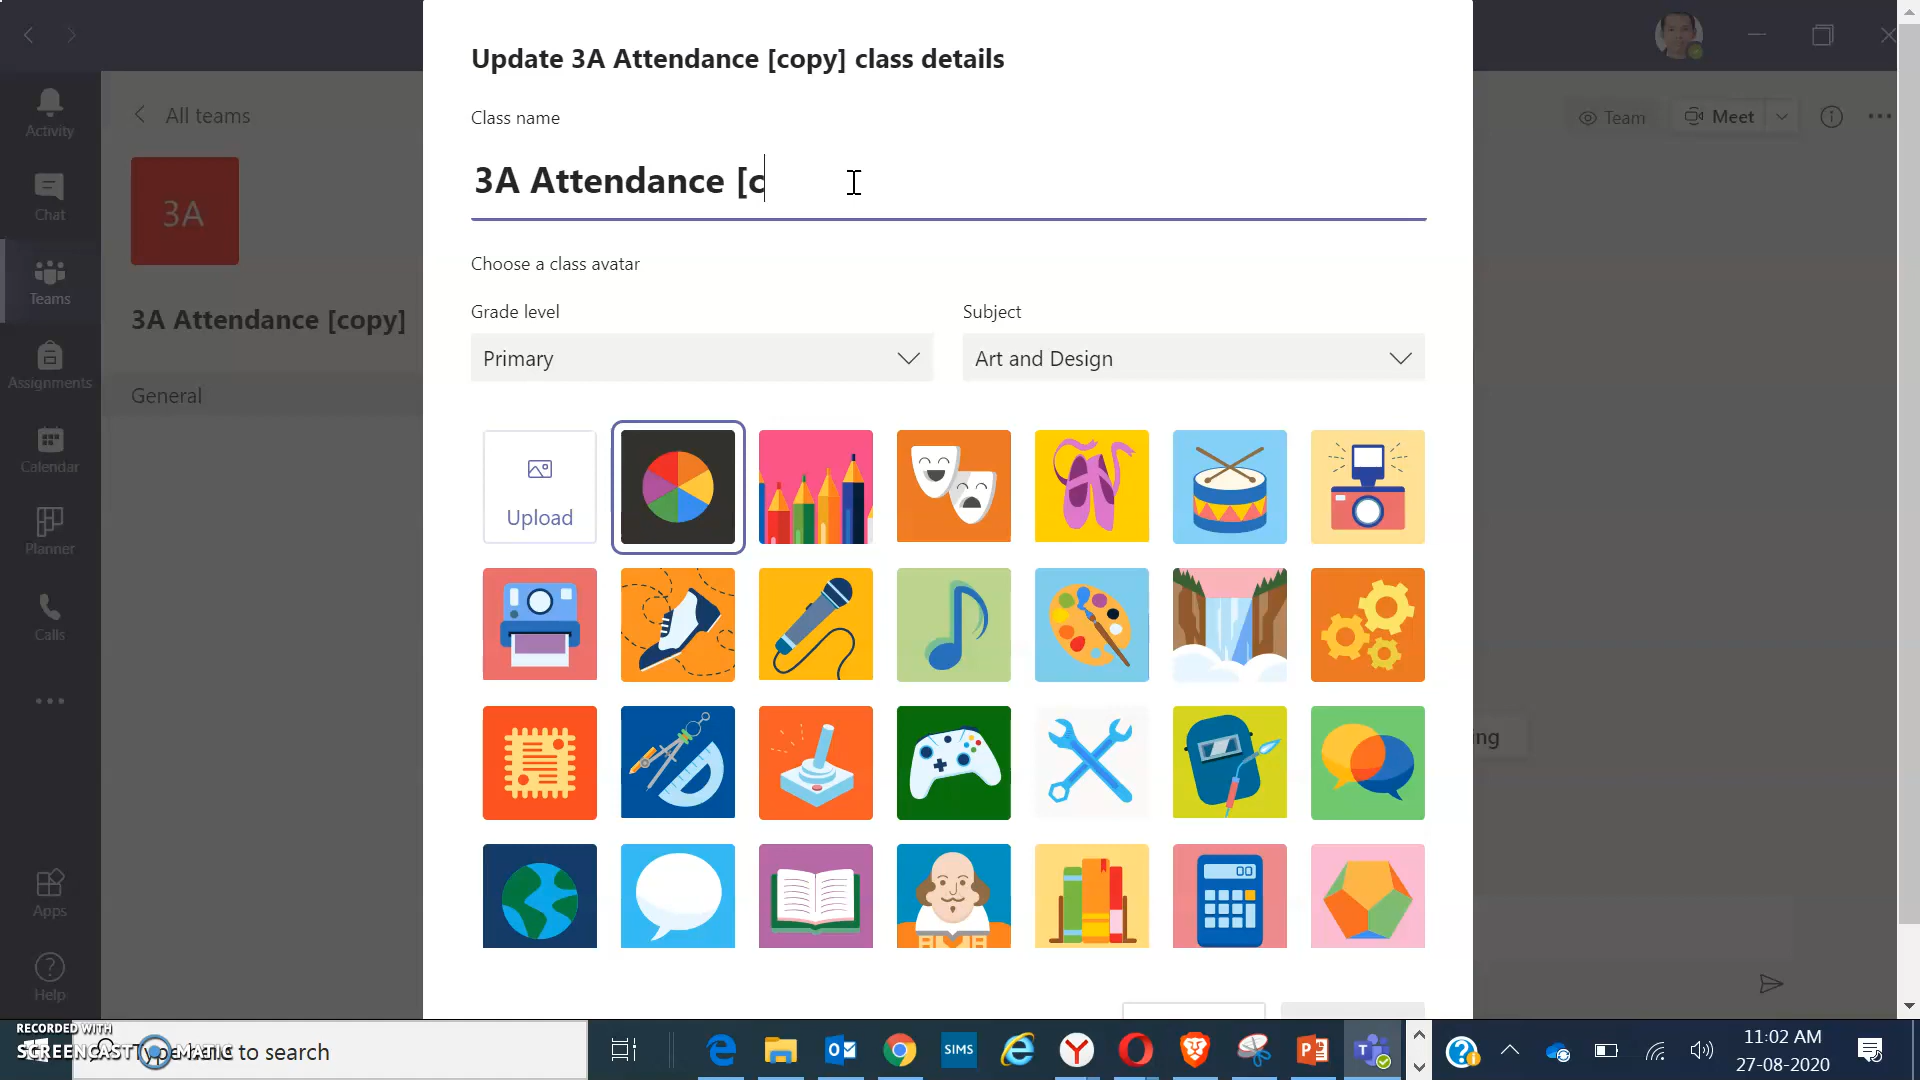 Update 3A Attendance [copy] class details
Class name
3A Attendance [c
Choose a class avatar
Grade level
Subject
Primary
Art and Design
Upload
Activity
Chat
Teams
Assignments
Calendar
Planner
Calls
Apps
Help
All teams
3A
3A Attendance [copy]
General
Team
Meet
ng
RECORDED WITH
SCREENCAST MATIC
to search
SIMS
11:02 AM
27-08-2020